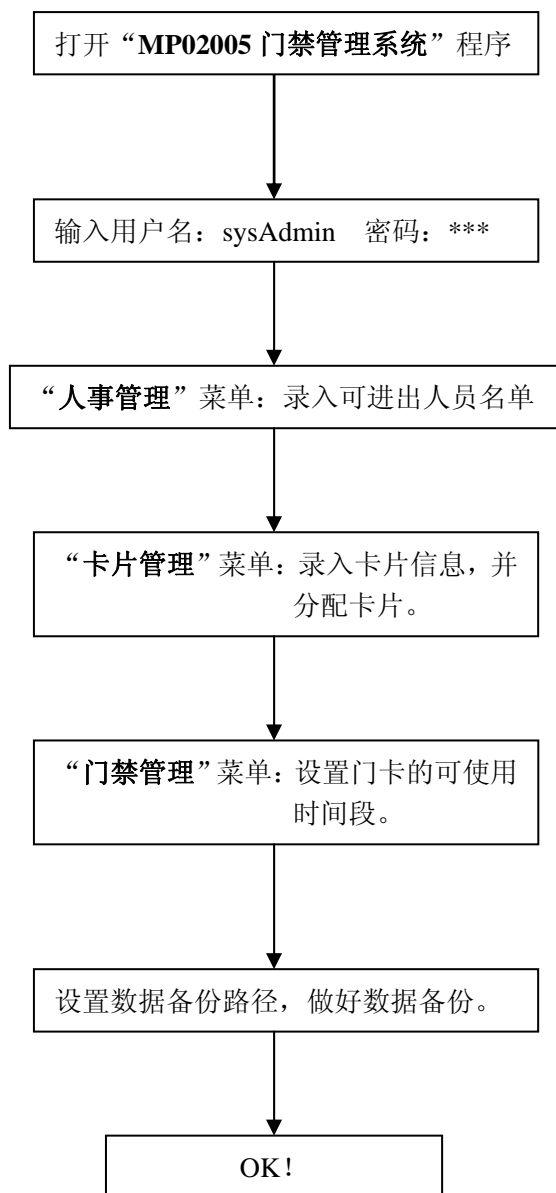 打开“MP02005 门禁管理系统”程序
输入用户名：sysAdmin 密码：***
“人事管理”菜单：录入可进出人员名单
“卡片管理”菜单：录入卡片信息，并
分配卡片。
“门禁管理”菜单：设置门卡的可使用
时间段。
设置数据备份路径，做好数据备份。
OK！